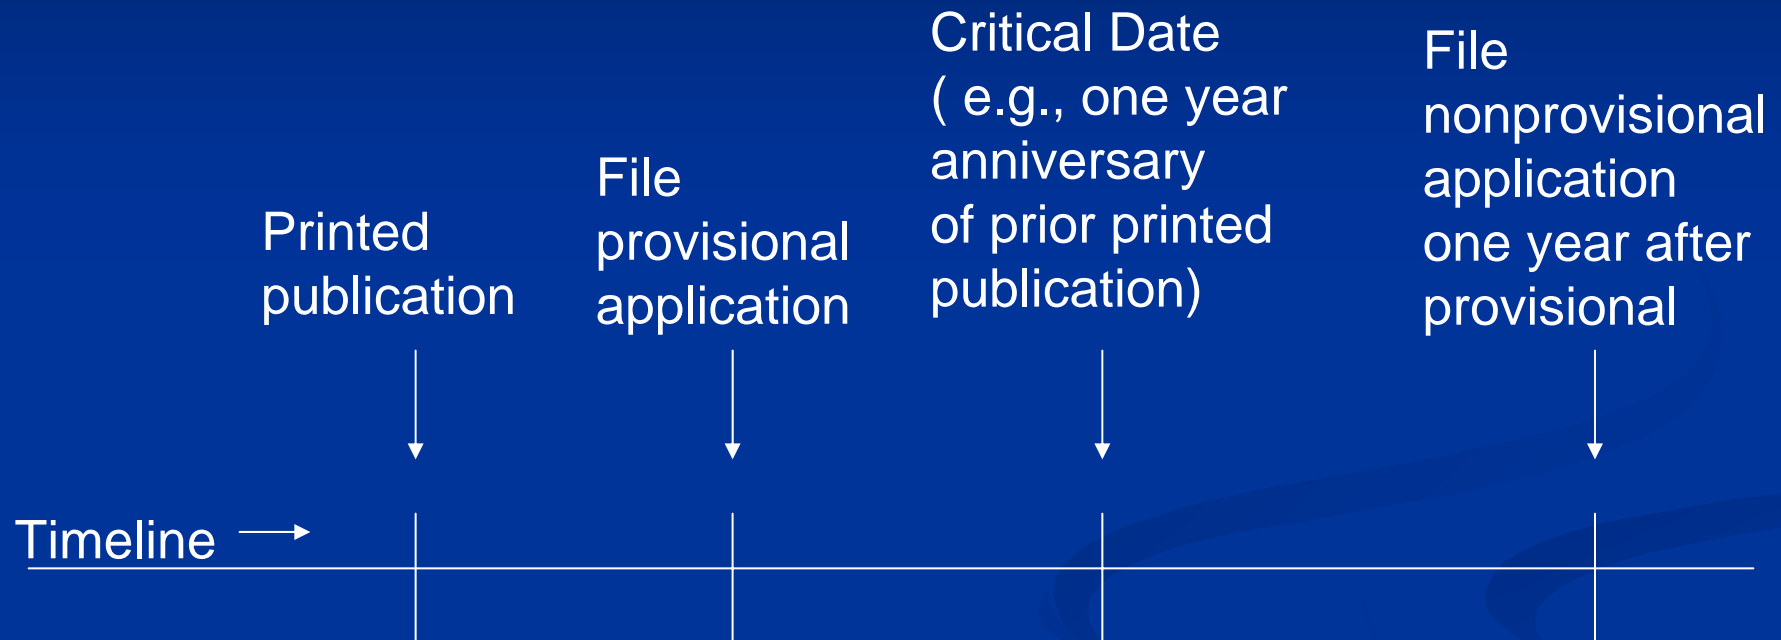 Printed
publication
File
provisional
application
Critical Date
( e.g., one year
anniversary
of prior printed
publication)
File
nonprovisional
application
one year after
provisional
Timeline